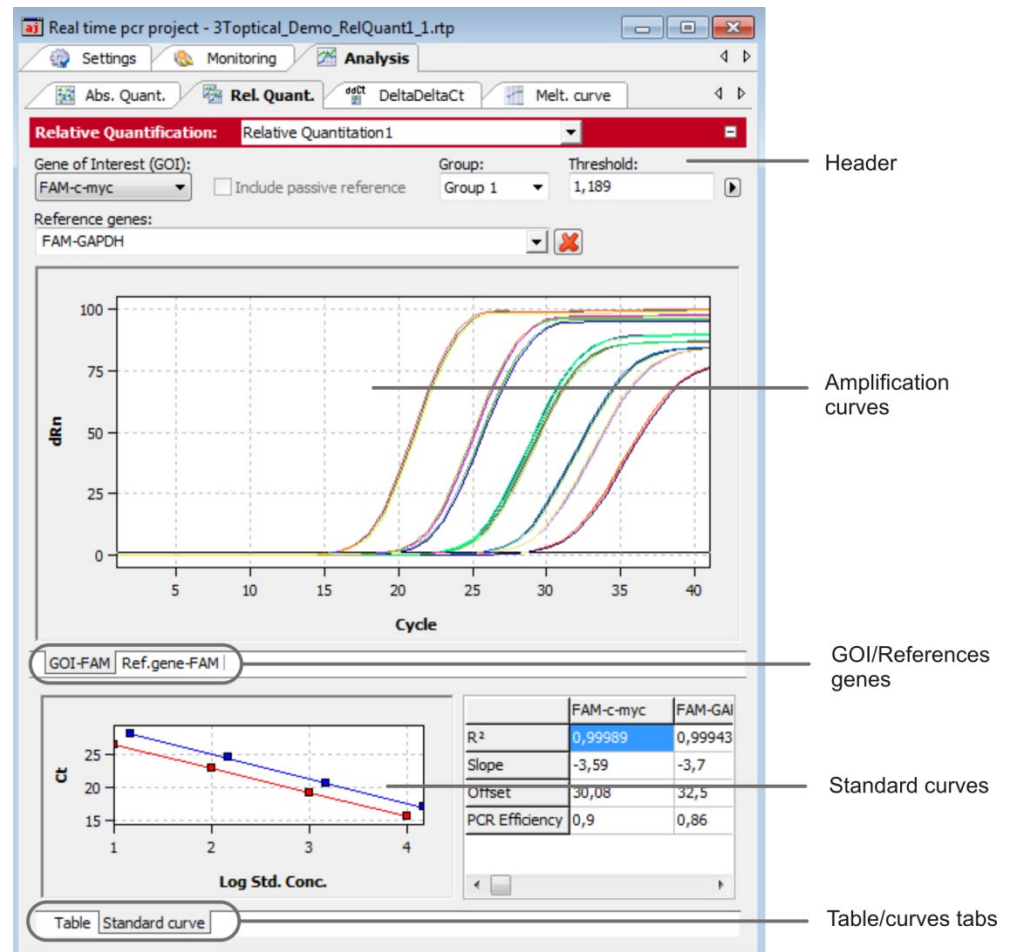 Real time pcr project - 3Toptical_Demo_RelQuant1_1.rtp
Settings Monitoring Analysis
Abs. Quant. Rel. Quant. ddCt DeltaDeltaCt Melt. curve
Relative Quantification: Relative Quantitation1
Header
Gene of Interest (GOI): Group: Threshold:
FAM-c-myc Include passive reference Group 1 1,189
Reference genes:
FAM-GAPDH
Amplification
curves
dRn
100
75
50
25
0
5 10 15 20 25 30 35 40
Cycle
GOI-FAM Ref.gene-FAM
GOI/References
genes
Ct
25
20
15
1 2 3 4
Log Std. Conc.
FAM-c-myc FAM-GAI
R² 0,99989 0,99943
Slope -3,59 -3,7
Offset 30,08 32,5
PCR Efficiency 0,9 0,86
Standard curves
Table Standard curve
Table/curves tabs